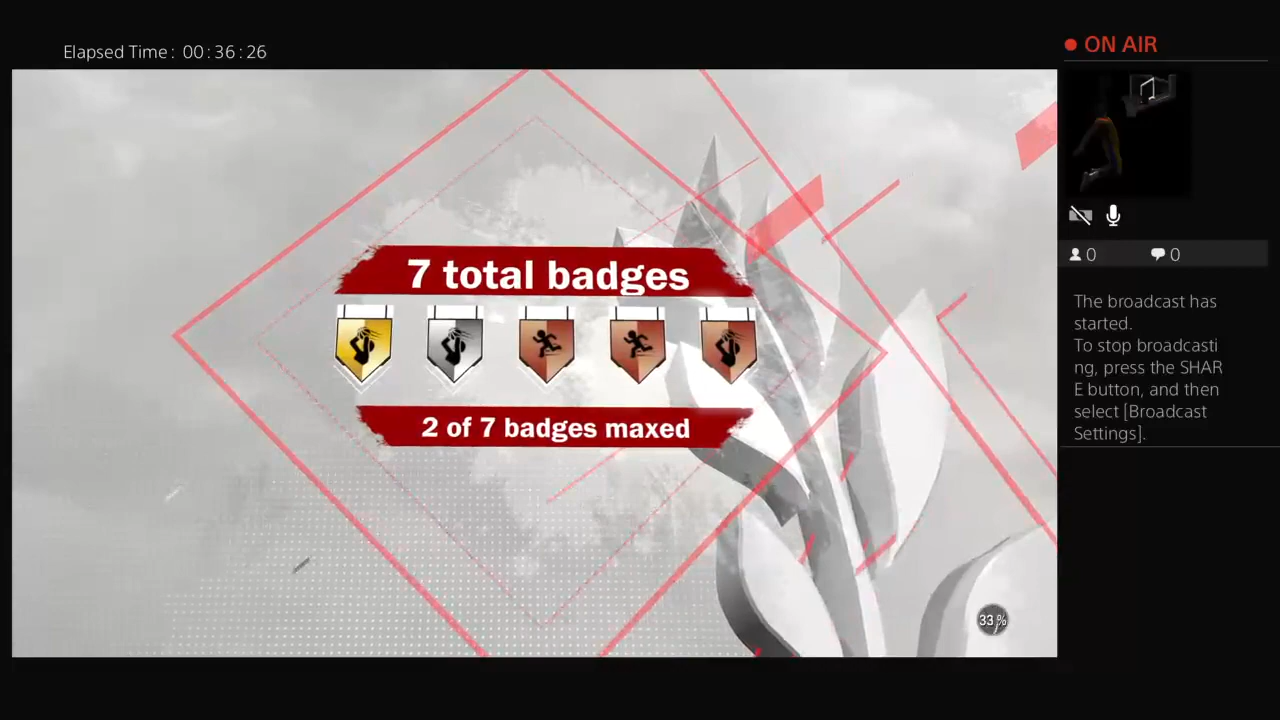 Elapsed Time: 00:36:26
ON AIR
7 total badges
2 of 7 badges maxed
33%
0 0
The broadcast has
started.
To stop broadcasti
ng, press the SHAR
E button, and then
select [Broadcast
Settings].